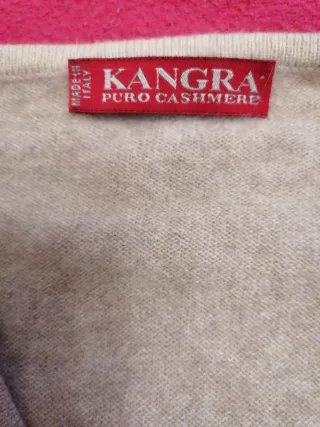 MADE IN
ITALY
KANGRA
PURO CASHMERE